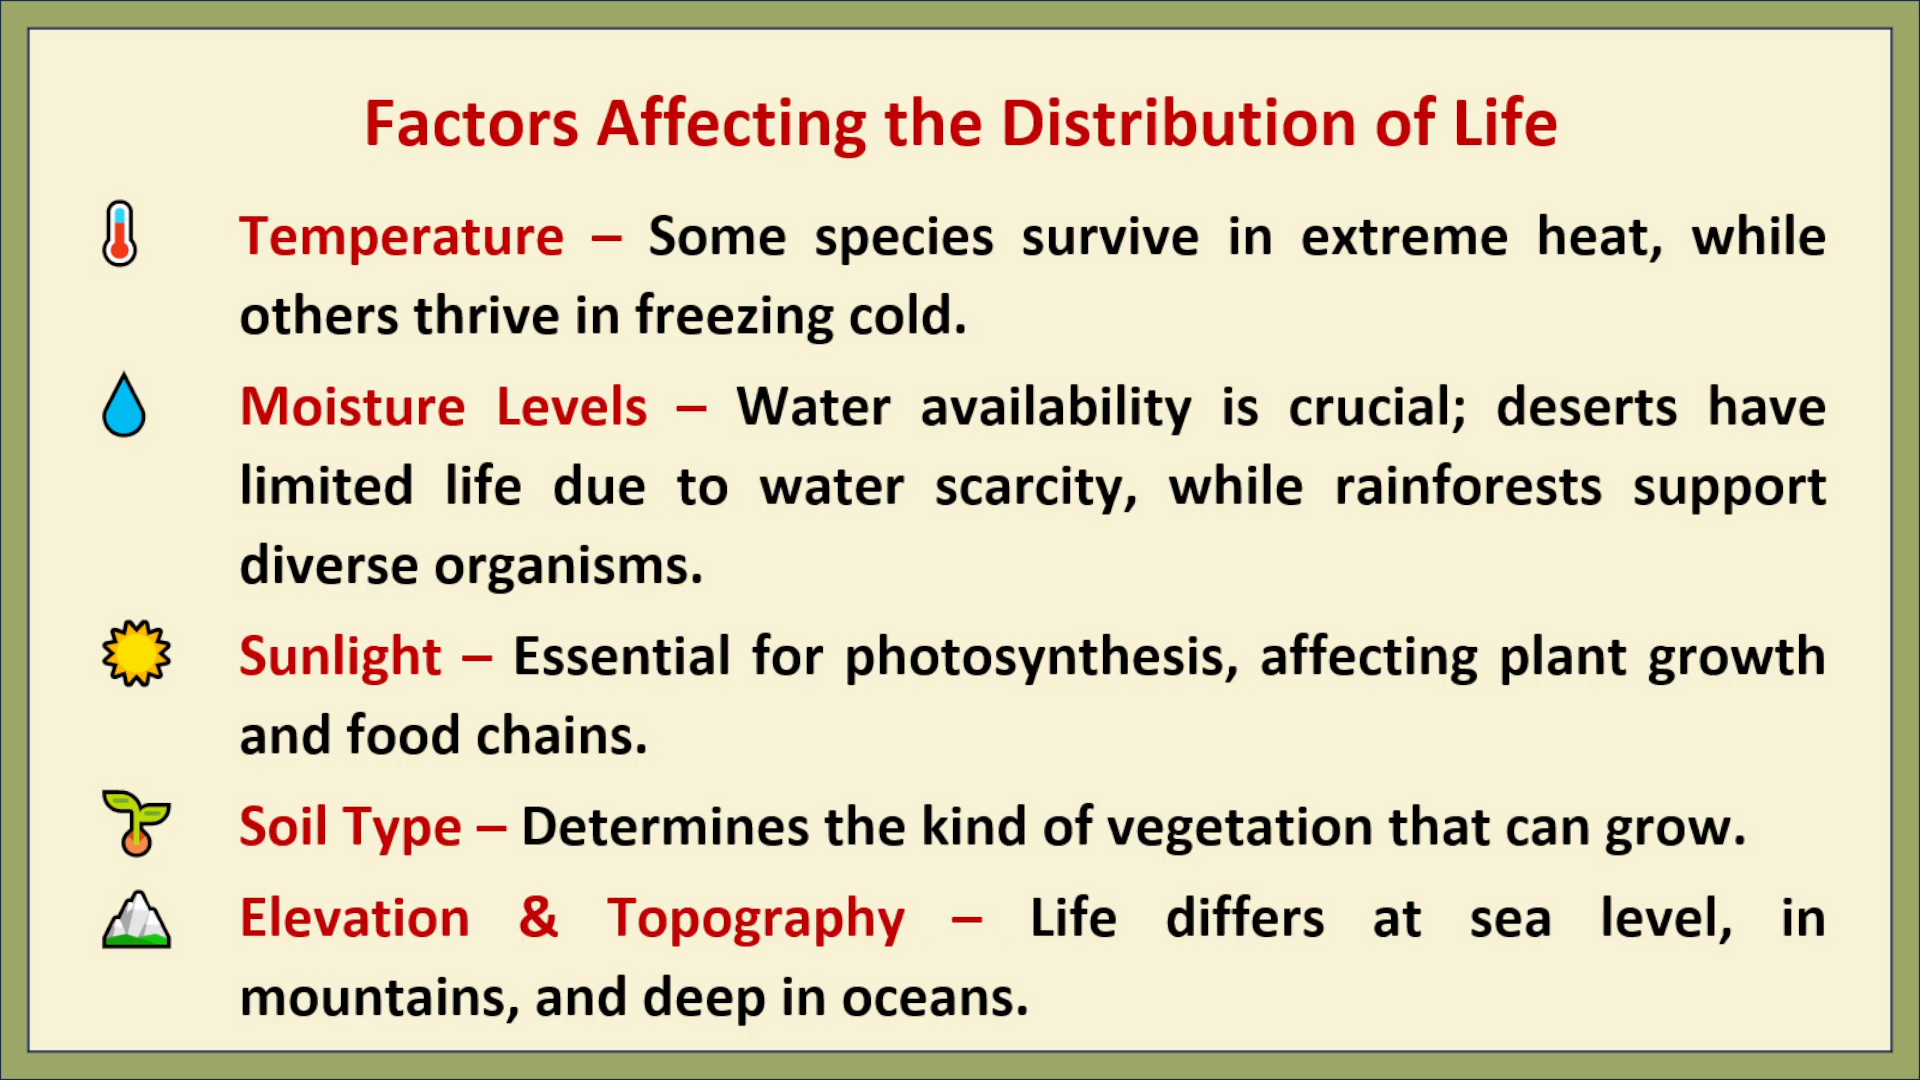 Factors Affecting the Distribution of Life
Temperature – Some species survive in extreme heat, while
others thrive in freezing cold.
Moisture Levels – Water availability is crucial; deserts have
limited life due to water scarcity, while rainforests support
diverse organisms.
Sunlight – Essential for photosynthesis, affecting plant growth
and food chains.
Soil Type – Determines the kind of vegetation that can grow.
Elevation & Topography – Life differs at sea level, in
mountains, and deep in oceans.